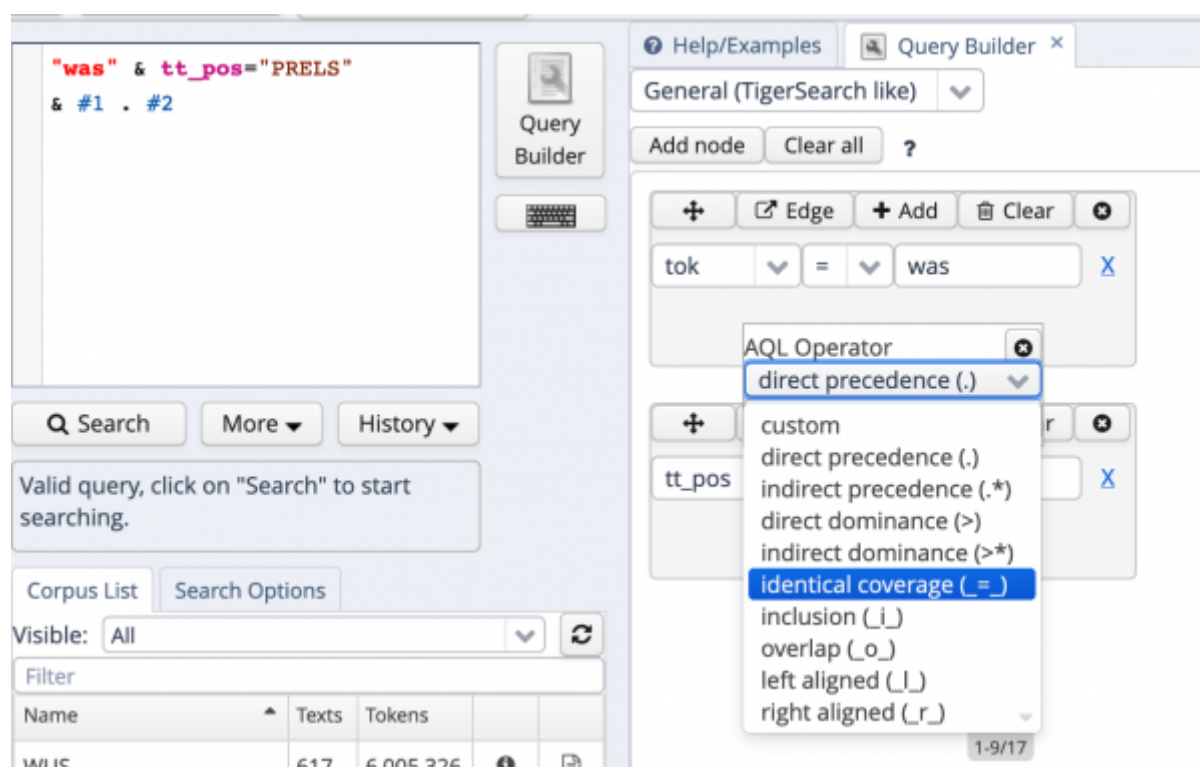 "was" & tt_pos="PRELS"
& #1 . #2
Query
Builder
Search
More
History
Valid query, click on "Search" to start
searching.
Corpus List
Search Options
Visible: All
Filter
Name Texts Tokens
WUS 617 6.005.326
Help/Examples
Query Builder ×
General (TigerSearch like)
Add node Clear all ?
Edge + Add Clear
tok = was X
AQL Operator
direct precedence (.)
r
tt_pos X
custom
direct precedence (.)
indirect precedence (.*)
direct dominance (>)
indirect dominance (>*)
identical coverage (_=_)
inclusion (_i_)
overlap (_o_)
left aligned (_l_)
right aligned (_r_)
1-9/17